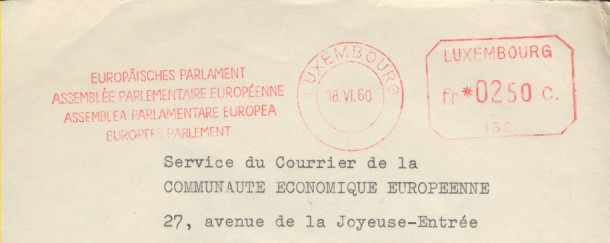 EUROPÄISCHES PARLAMENT
ASSEMBLÉE PARLEMENTAIRE EUROPÉENNE
ASSEMBLEA PARLAMENTARE EUROPEA
EUROPEES PARLEMENT
LUXEMBOURG
18.VI.60
LUXEMBOURG
fr*0250 c.
Service du Courrier de la
COMMUNAUTE ECONOMIQUE EUROPEENNE
27, avenue de la Joyeuse-Entrée